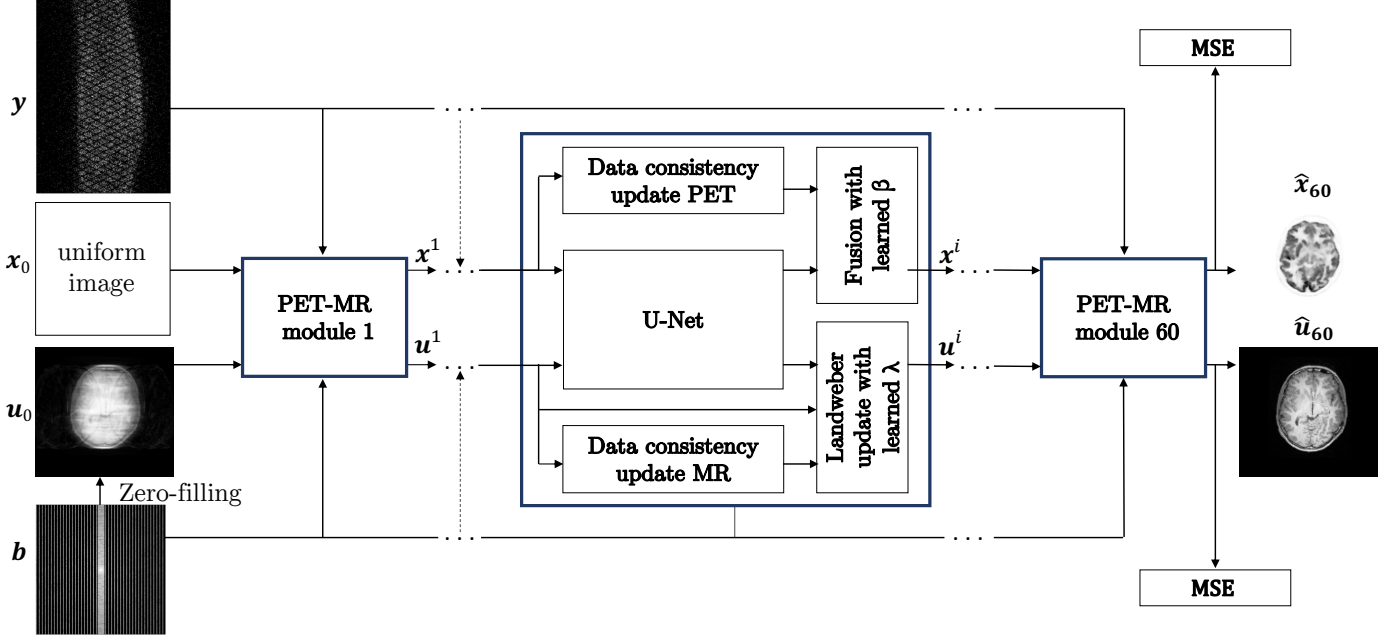 MSE
y
. . .
. . .
Data consistency
update PET
Fusion with
learned β
x̂₆₀
x₀
uniform
image
x¹
. . .
xⁱ
. . .
PET-MR
module 1
U-Net
PET-MR
module 60
û₆₀
u¹
. . .
uⁱ
. . .
u₀
Landweber
update with
learned λ
Data consistency
update MR
Zero-filling
b
. . .
. . .
MSE